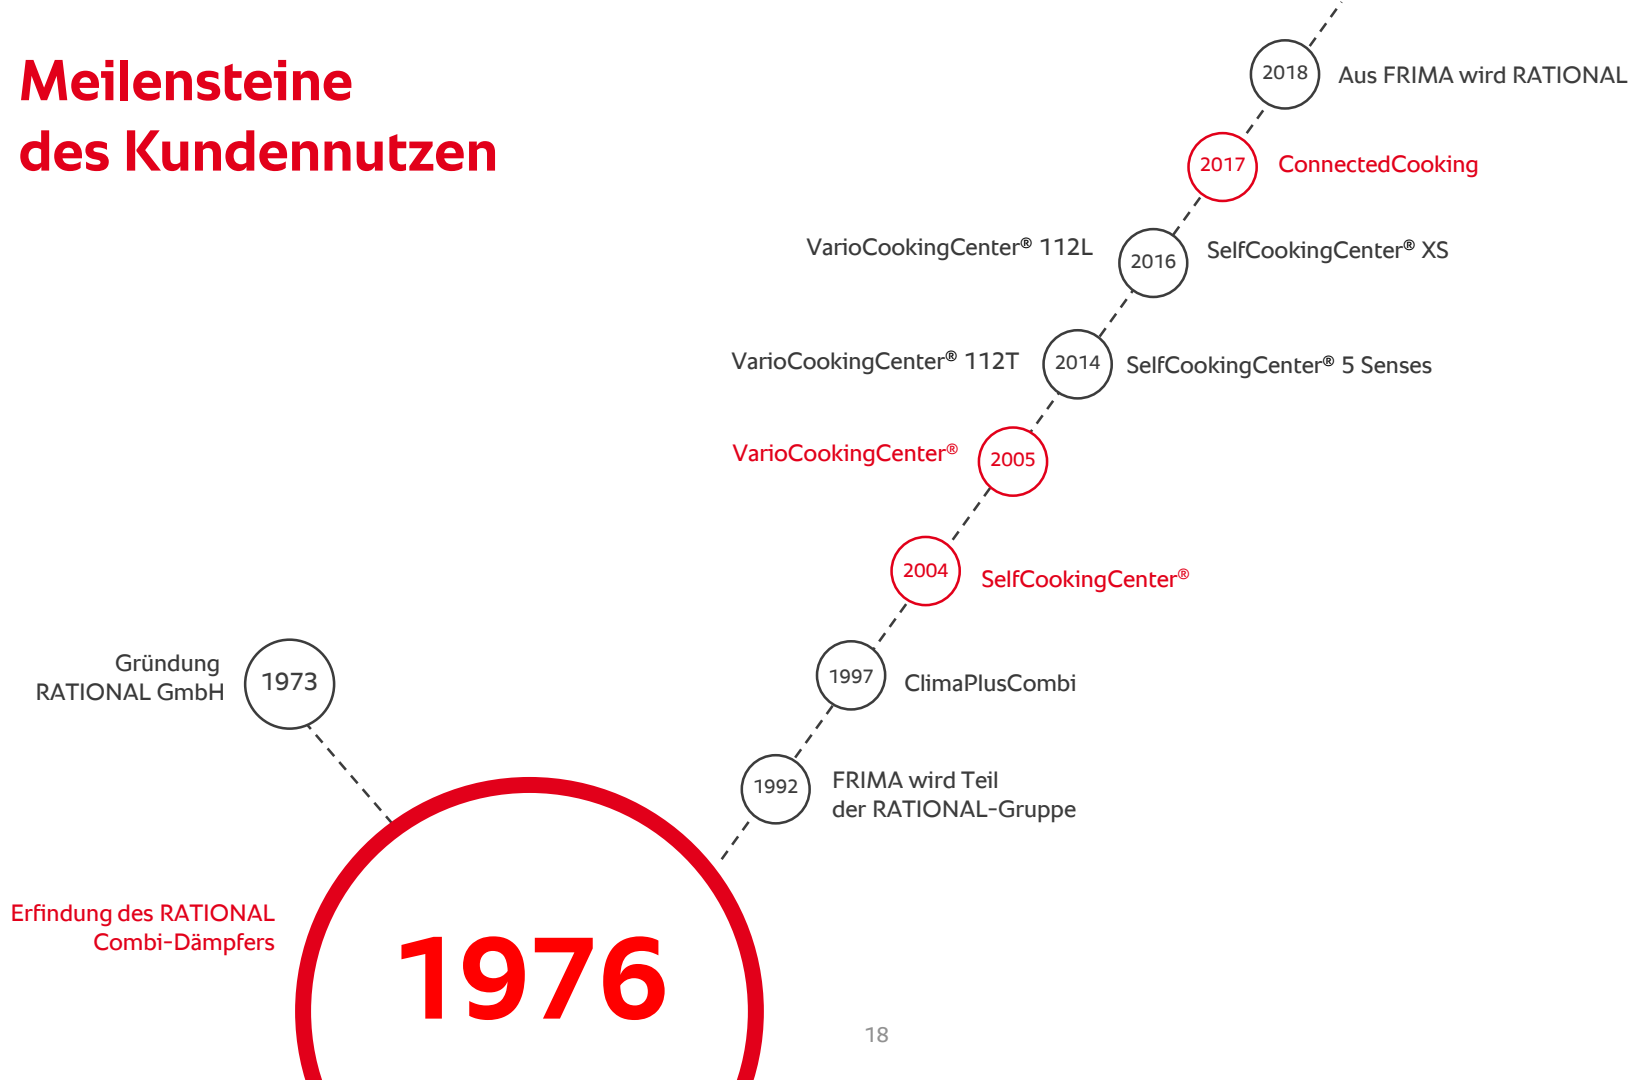 Meilensteine
des Kundennutzen
2018 Aus FRIMA wird RATIONAL
2017 ConnectedCooking
VarioCookingCenter® 112L 2016 SelfCookingCenter® XS
VarioCookingCenter® 112T 2014 SelfCookingCenter® 5 Senses
VarioCookingCenter® 2005
2004 SelfCookingCenter®
Gründung
RATIONAL GmbH
1973
1997 ClimaPlusCombi
1992
FRIMA wird Teil
der RATIONAL-Gruppe
Erfindung des RATIONAL
Combi-Dämpfers
1976
18